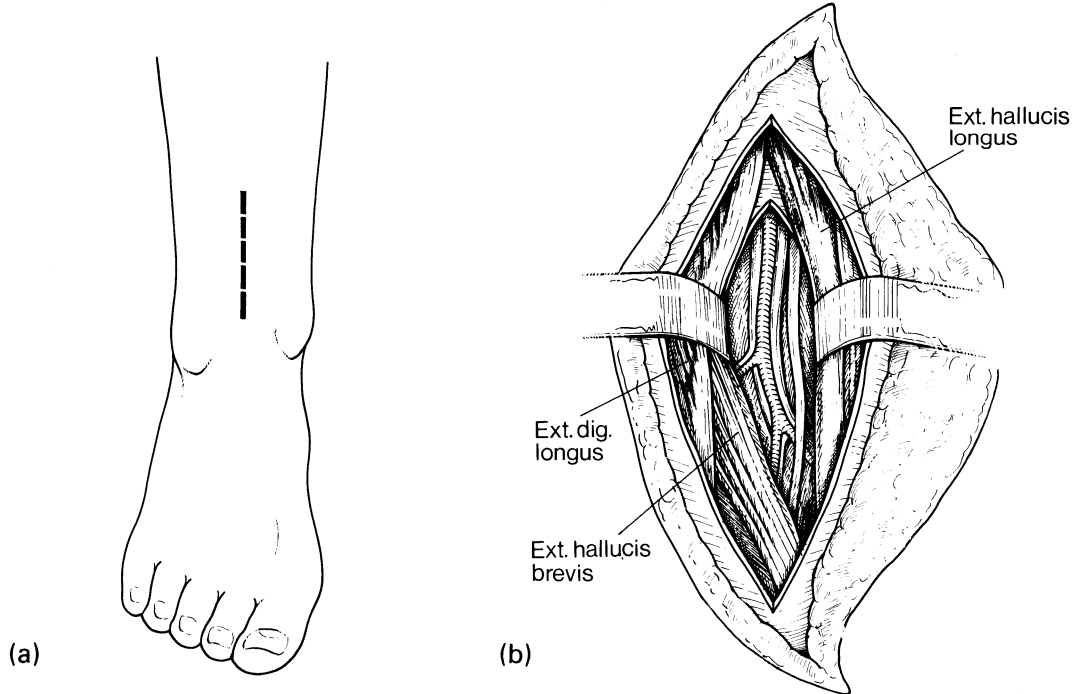 Ext. hallucis
longus
Ext. dig.
longus
Ext. hallucis
brevis
(a)
(b)